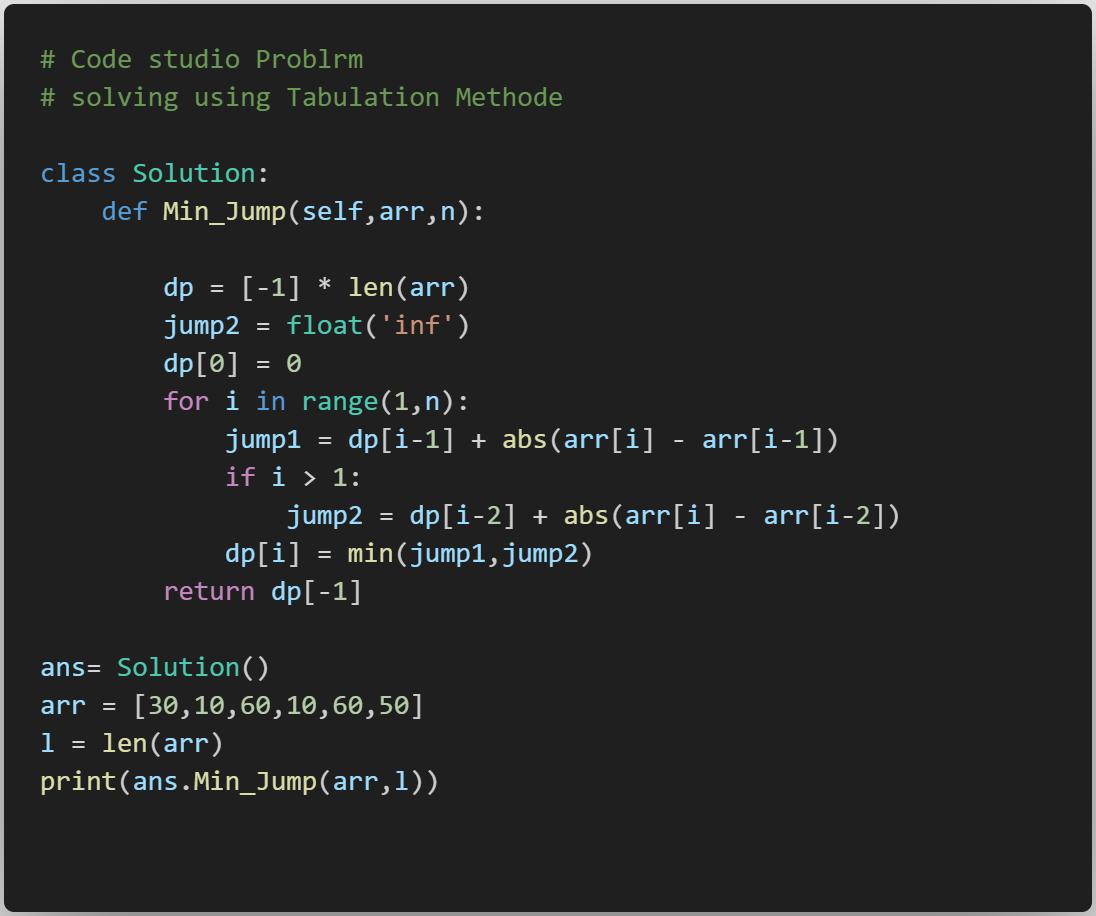 # Code studio Problrm
# solving using Tabulation Methode
class Solution:
    def Min_Jump(self,arr,n):
        dp = [-1] * len(arr)
        jump2 = float('inf')
        dp[0] = 0
        for i in range(1,n):
            jump1 = dp[i-1] + abs(arr[i] - arr[i-1])
            if i > 1:
                jump2 = dp[i-2] + abs(arr[i] - arr[i-2])
            dp[i] = min(jump1,jump2)
        return dp[-1]
ans= Solution()
arr = [30,10,60,10,60,50]
l = len(arr)
print(ans.Min_Jump(arr,l))